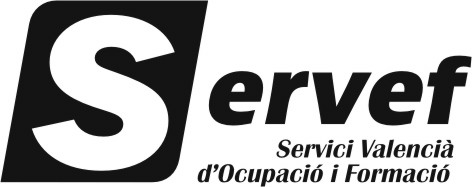 Servef
Servici Valencià
d'Ocupació i Formació